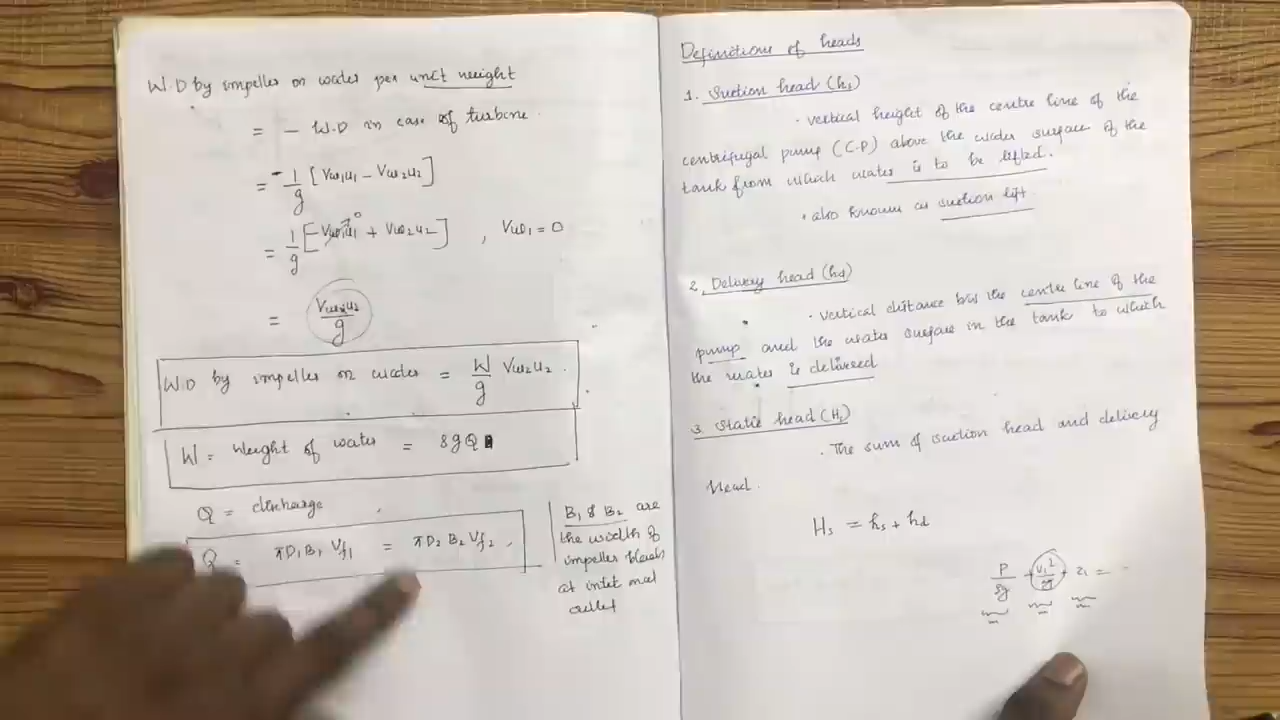 W.D by impeller on water per unit weight
= - W.D in case of turbine.
= -1/g [Vw1u1 - Vw2u2]
= 1/g [-Vw1u1→0 + Vw2u2] , Vw1 = 0
= Vw2u2/g
W.D by impeller on water = W/g Vw2u2.
W = Weight of water = ρgQ
Q = discharge
Q = πD1B1Vf1 = πD2B2Vf2.
B1 & B2 are
the width of
impeller blades
at inlet and
outlet
Definitions of heads
1. Suction head (hs)
• vertical height of the centre line of the
centrifugal pump (C.P) above the water surface of the
tank from which water is to be lifted.
• also known as suction lift
2. Delivery head (hd)
• vertical distance b/w the centre line of the
pump and the water surface in the tank to which
the water is delivered
3. Static head (Hs)
. The sum of suction head and delivery
Head.
Hs = hs + hd
P/ρg + V1²/2g + z1 =